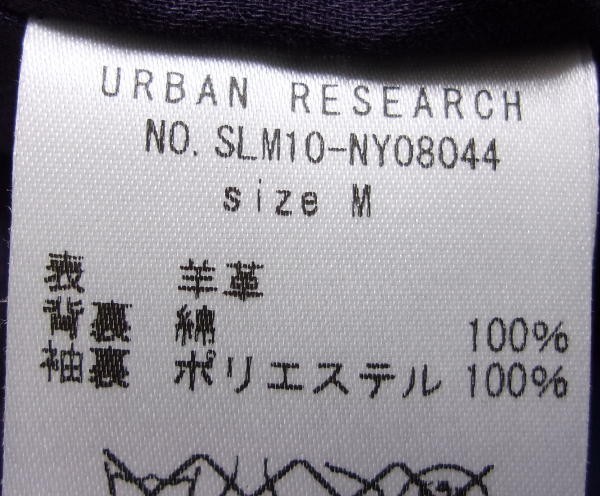 URBAN RESEARCH
NO. SLM10-NY08044
size M
表 羊革
背裏 綿 100%
袖裏 ポリエステル 100%